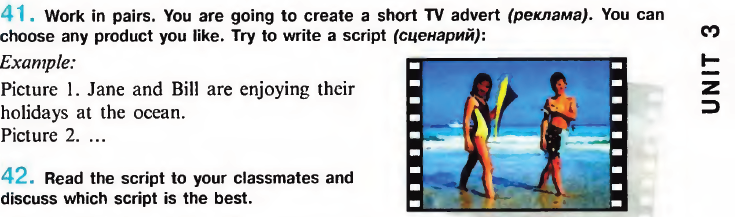 41. Work in pairs. You are going to create a short TV advert (реклама). You can
choose any product you like. Try to write a script (сценарий):
Example:
Picture 1. Jane and Bill are enjoying their
holidays at the ocean.
Picture 2. ...
42. Read the script to your classmates and
discuss which script is the best.
UNIT 3